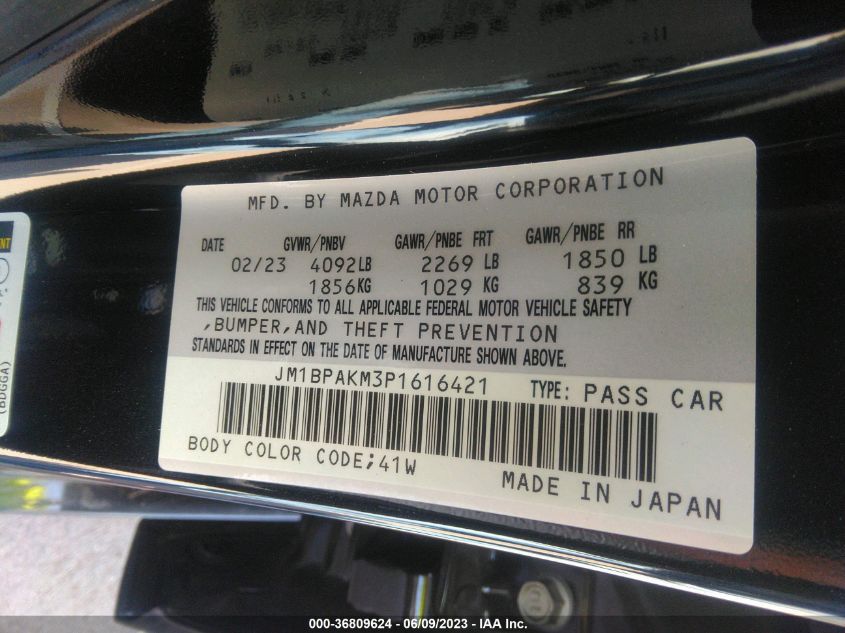 MFD. BY MAZDA MOTOR CORPORATION
DATE GVWR/PNBV GAWR/PNBE FRT GAWR/PNBE RR
02/23 4092LB 2269 LB 1850 LB
1856KG 1029 KG 839 KG
THIS VEHICLE CONFORMS TO ALL APPLICABLE FEDERAL MOTOR VEHICLE SAFETY
,BUMPER,AND THEFT PREVENTION
STANDARDS IN EFFECT ON THE DATE OF MANUFACTURE SHOWN ABOVE.
JM1BPAKM3P1616421 TYPE: PASS CAR
BODY COLOR CODE;41W
MADE IN JAPAN
(BDGGA)
000-36809624 - 06/09/2023 - IAA Inc.